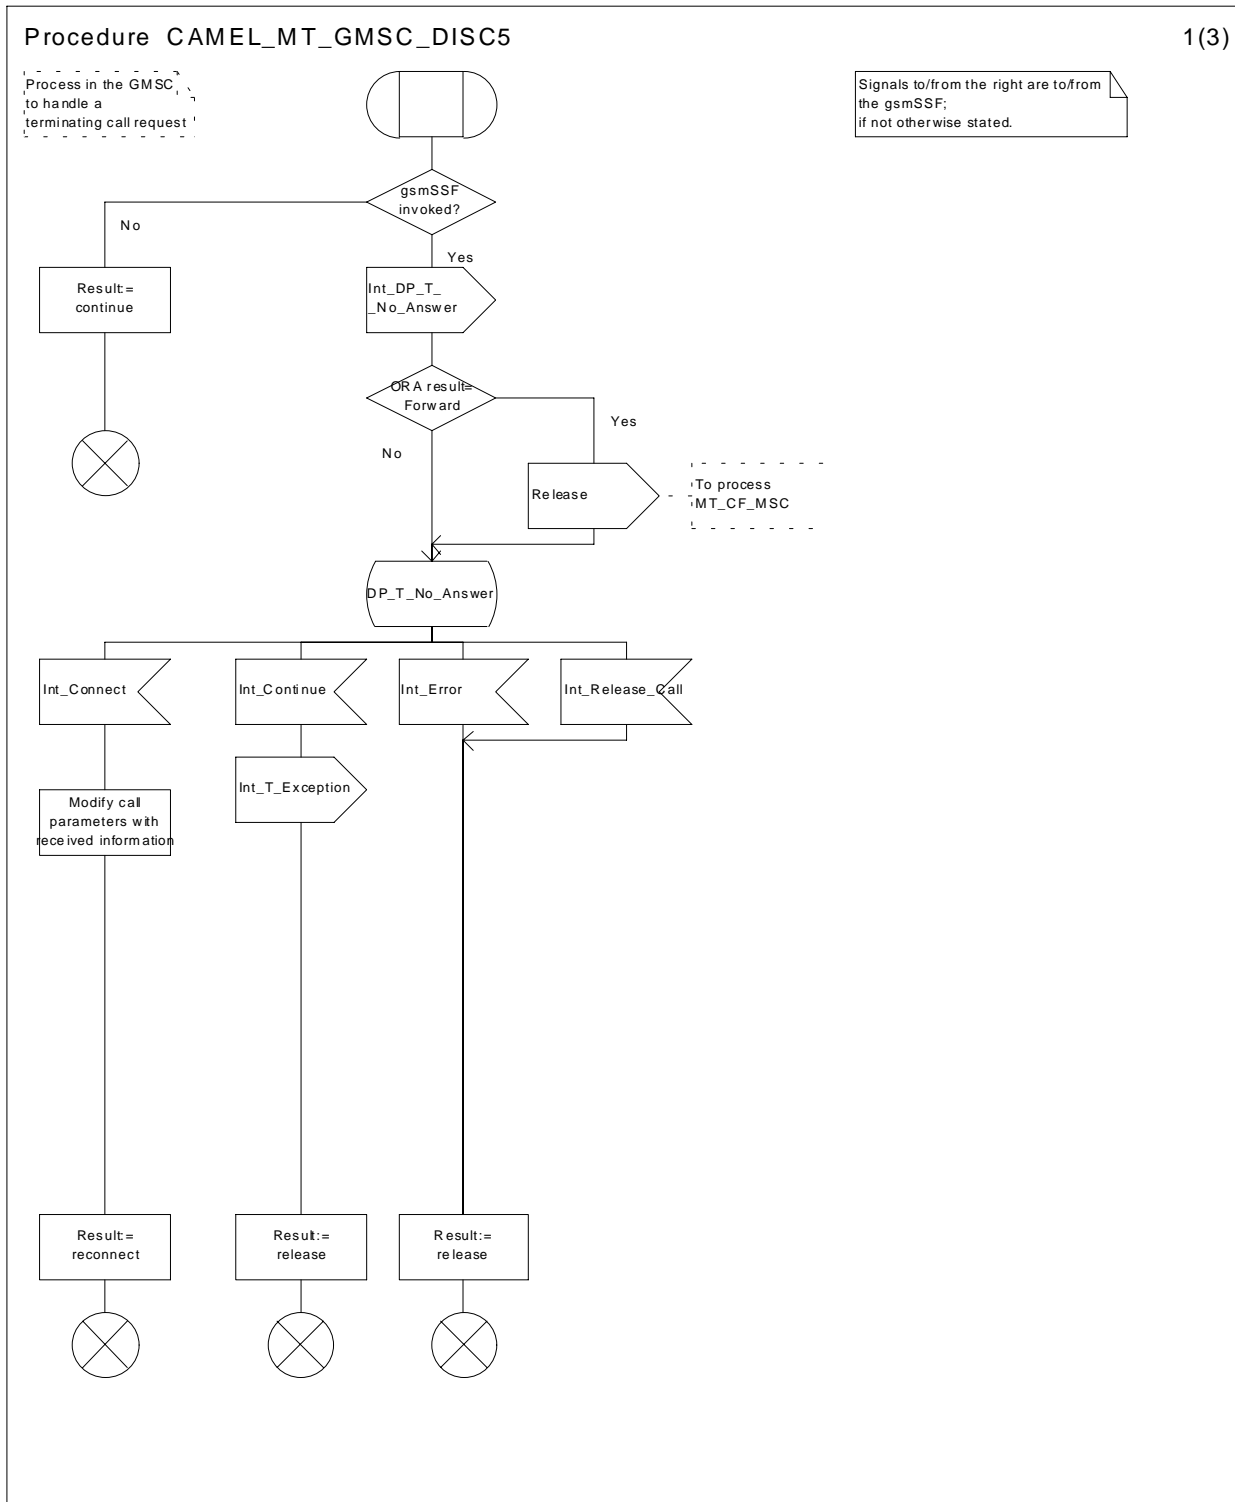 Procedure CAMEL_MT_GMSC_DISC5
1(3)
Process in the GMSC
to handle a
terminating call request
Signals to/from the right are to/from
the gsmSSF;
if not otherwise stated.
gsmSSF
invoked?
No
Yes
Result:=
continue
Int_DP_T_
_No_Answer
ORA result=
Forward
Yes
No
Release
To process
MT_CF_MSC
DP_T_No_Answer
Int_Connect
Int_Continue
Int_Error
Int_Release_Call
Int_T_Exception
Modify call
parameters with
received information
Result:=
reconnect
Result:=
release
Result:=
release